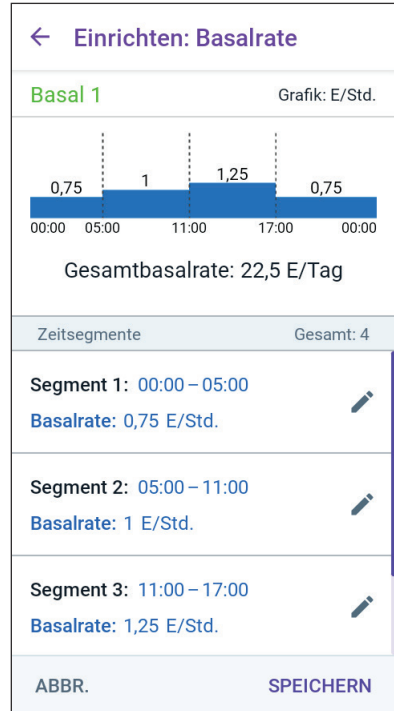 Einrichten: Basalrate
Basal 1 Grafik: E/Std.
0,75 1 1,25 0,75
00:00 05:00 11:00 17:00 00:00
Gesamtbasalrate: 22,5 E/Tag
Zeitsegmente Gesamt: 4
Segment 1: 00:00 – 05:00
Basalrate: 0,75 E/Std.
Segment 2: 05:00 – 11:00
Basalrate: 1 E/Std.
Segment 3: 11:00 – 17:00
Basalrate: 1,25 E/Std.
ABBR. SPEICHERN